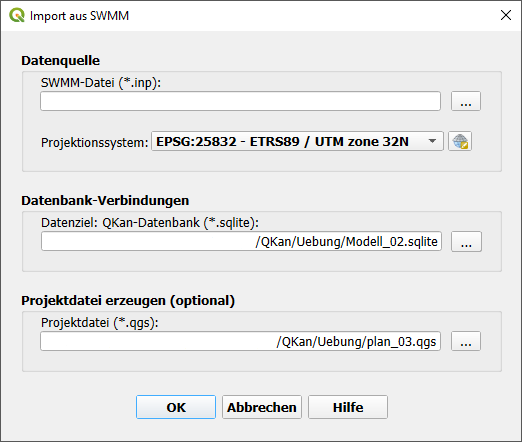 Import aus SWMM
Datenquelle
SWMM-Datei (*.inp):
...
Projektionssystem: EPSG:25832 - ETRS89 / UTM zone 32N
Datenbank-Verbindungen
Datenziel: QKan-Datenbank (*.sqlite):
/QKan/Uebung/Modell_02.sqlite ...
Projektdatei erzeugen (optional)
Projektdatei (*.qgs):
/QKan/Uebung/plan_03.qgs ...
OK Abbrechen Hilfe